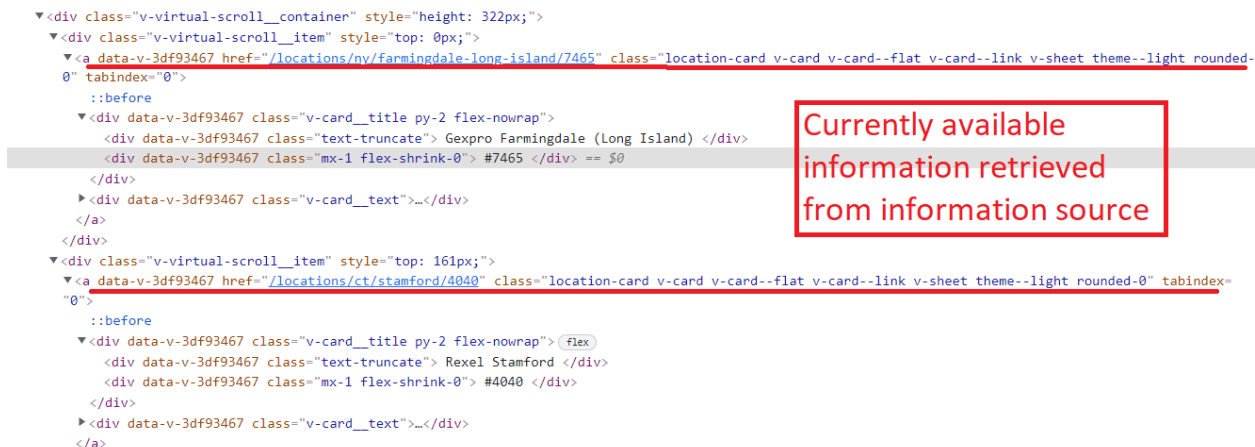 ▼<div class="v-virtual-scroll__container" style="height: 322px;">
▼<div class="v-virtual-scroll__item" style="top: 0px;">
▼<a data-v-3df93467 href="/locations/ny/farmingdale-long-island/7465" class="location-card v-card v-card--flat v-card--link v-sheet theme--light rounded-
0" tabindex="0">
::before
▼<div data-v-3df93467 class="v-card__title py-2 flex-nowrap">
<div data-v-3df93467 class="text-truncate"> Gexpro Farmingdale (Long Island) </div>
<div data-v-3df93467 class="mx-1 flex-shrink-0"> #7465 </div> == $0
</div>
▶<div data-v-3df93467 class="v-card__text">…</div>
</a>
</div>
Currently available
information retrieved
from information source
▼<div class="v-virtual-scroll__item" style="top: 161px;">
▼<a data-v-3df93467 href="/locations/ct/stamford/4040" class="location-card v-card v-card--flat v-card--link v-sheet theme--light rounded-0" tabindex=
"0">
::before
▼<div data-v-3df93467 class="v-card__title py-2 flex-nowrap"> flex
<div data-v-3df93467 class="text-truncate"> Rexel Stamford </div>
<div data-v-3df93467 class="mx-1 flex-shrink-0"> #4040 </div>
</div>
▶<div data-v-3df93467 class="v-card__text">…</div>
</a>